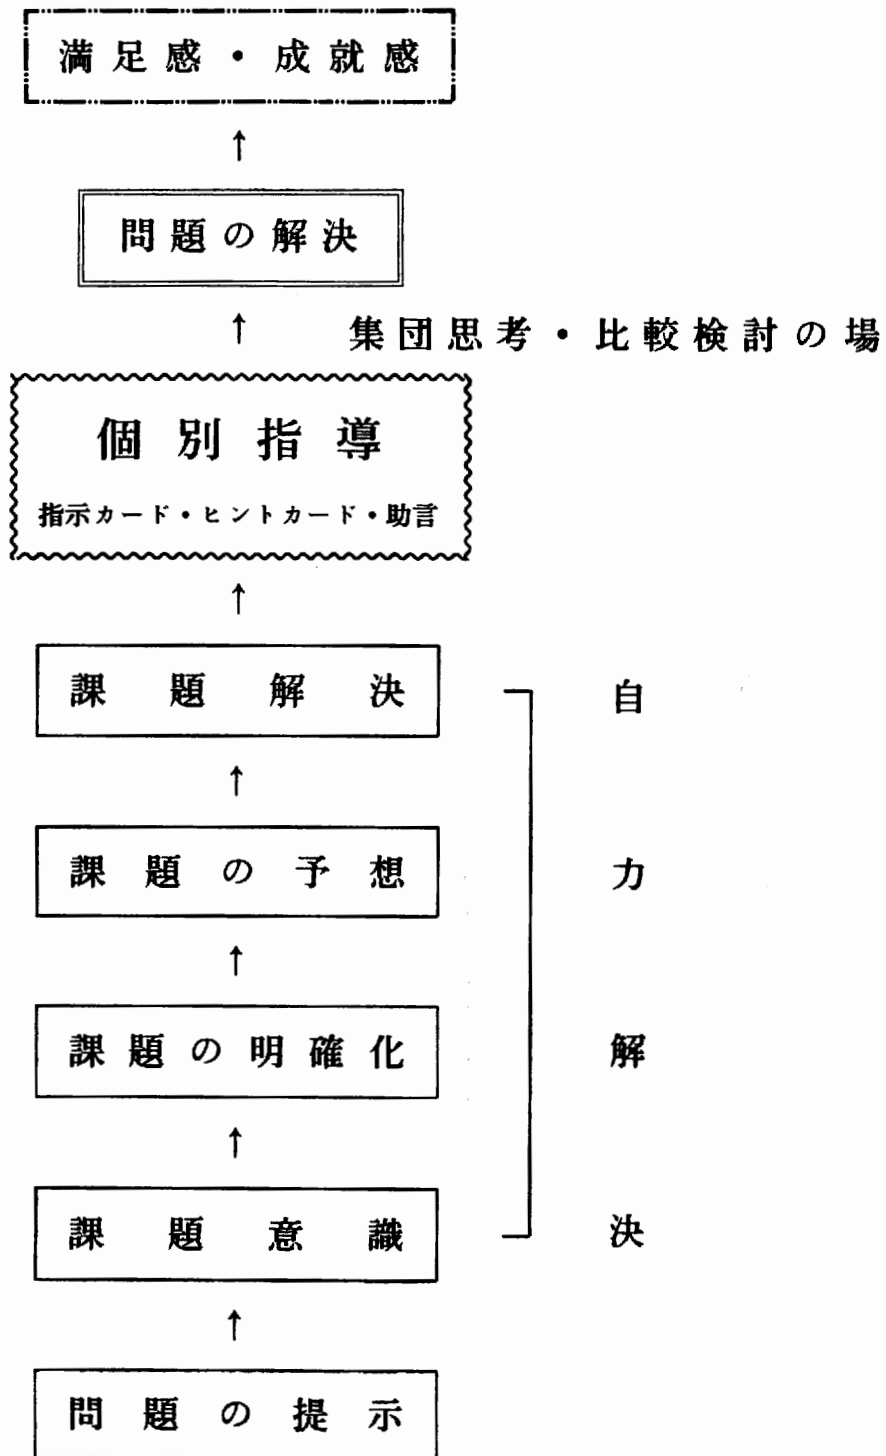 満足感・成就感
↑
問題の解決
↑
集団思考・比較検討の場
個別指導
指示カード・ヒントカード・助言
↑
課題解決
↑
課題の予想
↑
課題の明確化
↑
課題意識
↑
問題の提示
自力解決